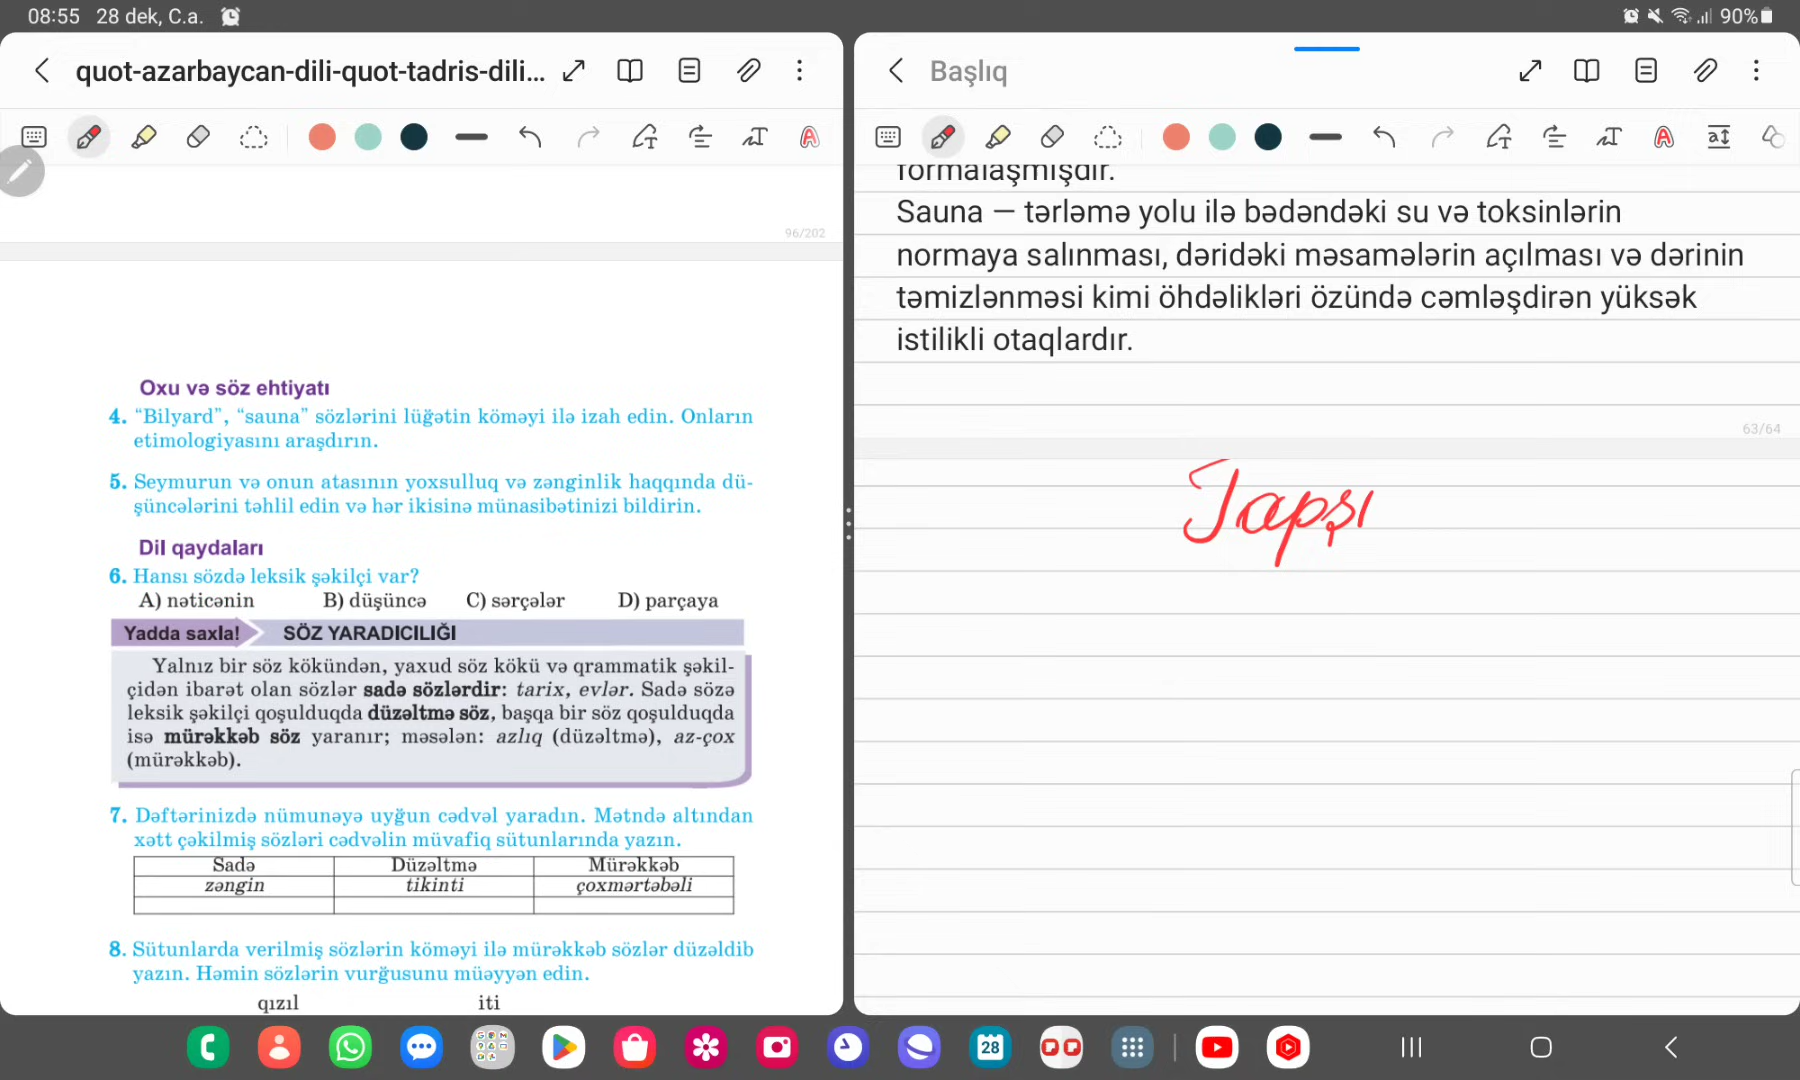 08:55 28 dek, C.a.
90%
quot-azarbaycan-dili-quot-tadris-dili...
96/202
Oxu və söz ehtiyatı
4. “Bilyard”, “sauna” sözlərini lüğətin köməyi ilə izah edin. Onların
etimologiyasını araşdırın.
5. Seymurun və onun atasının yoxsulluq və zənginlik haqqında dü-
şüncələrini təhlil edin və hər ikisinə münasibətinizi bildirin.
Dil qaydaları
6. Hansı sözdə leksik şəkilçi var?
A) nəticənin B) düşüncə C) sərçələr D) parçaya
Yadda saxla! SÖZ YARADICILIĞI
Yalnız bir söz kökündən, yaxud söz kökü və qrammatik şəkil-
çidən ibarət olan sözlər sadə sözlərdir: tarix, evlər. Sadə sözə
leksik şəkilçi qoşulduqda düzəltmə söz, başqa bir söz qoşulduqda
isə mürəkkəb söz yaranır; məsələn: azlıq (düzəltmə), az-çox
(mürəkkəb).
7. Dəftərinizdə nümunəyə uyğun cədvəl yaradın. Mətndə altından
xətt çəkilmiş sözləri cədvəlin müvafiq sütunlarında yazın.
Sadə Düzəltmə Mürəkkəb
zəngin tikinti çoxmərtəbəli
8. Sütunlarda verilmiş sözlərin köməyi ilə mürəkkəb sözlər düzəldib
yazın. Həmin sözlərin vurğusunu müəyyən edin.
qızıl iti
Başlıq
formalaşmışdır.
Sauna – tərləmə yolu ilə bədəndəki su və toksinlərin
normaya salınması, dəridəki məsamələrin açılması və dərinin
təmizlənməsi kimi öhdəlikləri özündə cəmləşdirən yüksək
istilikli otaqlardır.
63/64
Tapşı
28